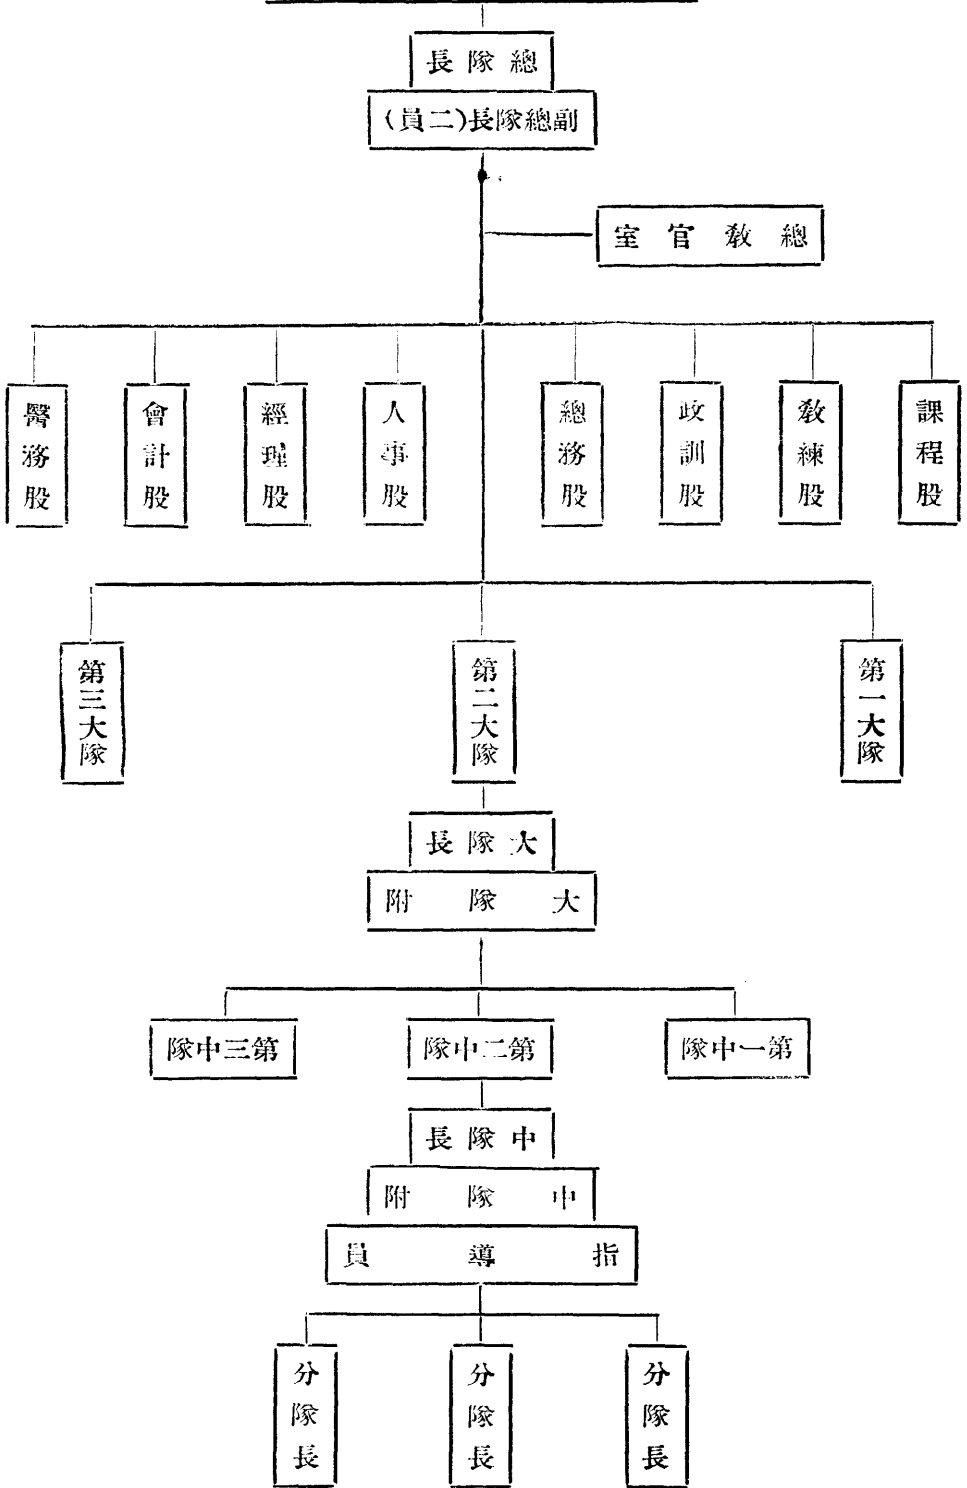 總隊長
副總隊長(二員)
總教官室
課程股
教練股
政訓股
總務股
人事股
經理股
會計股
醫務股
第一大隊
第二大隊
第三大隊
大隊長
大隊附
第一中隊
第二中隊
第三中隊
中隊長
中隊附
指導員
分隊長
分隊長
分隊長